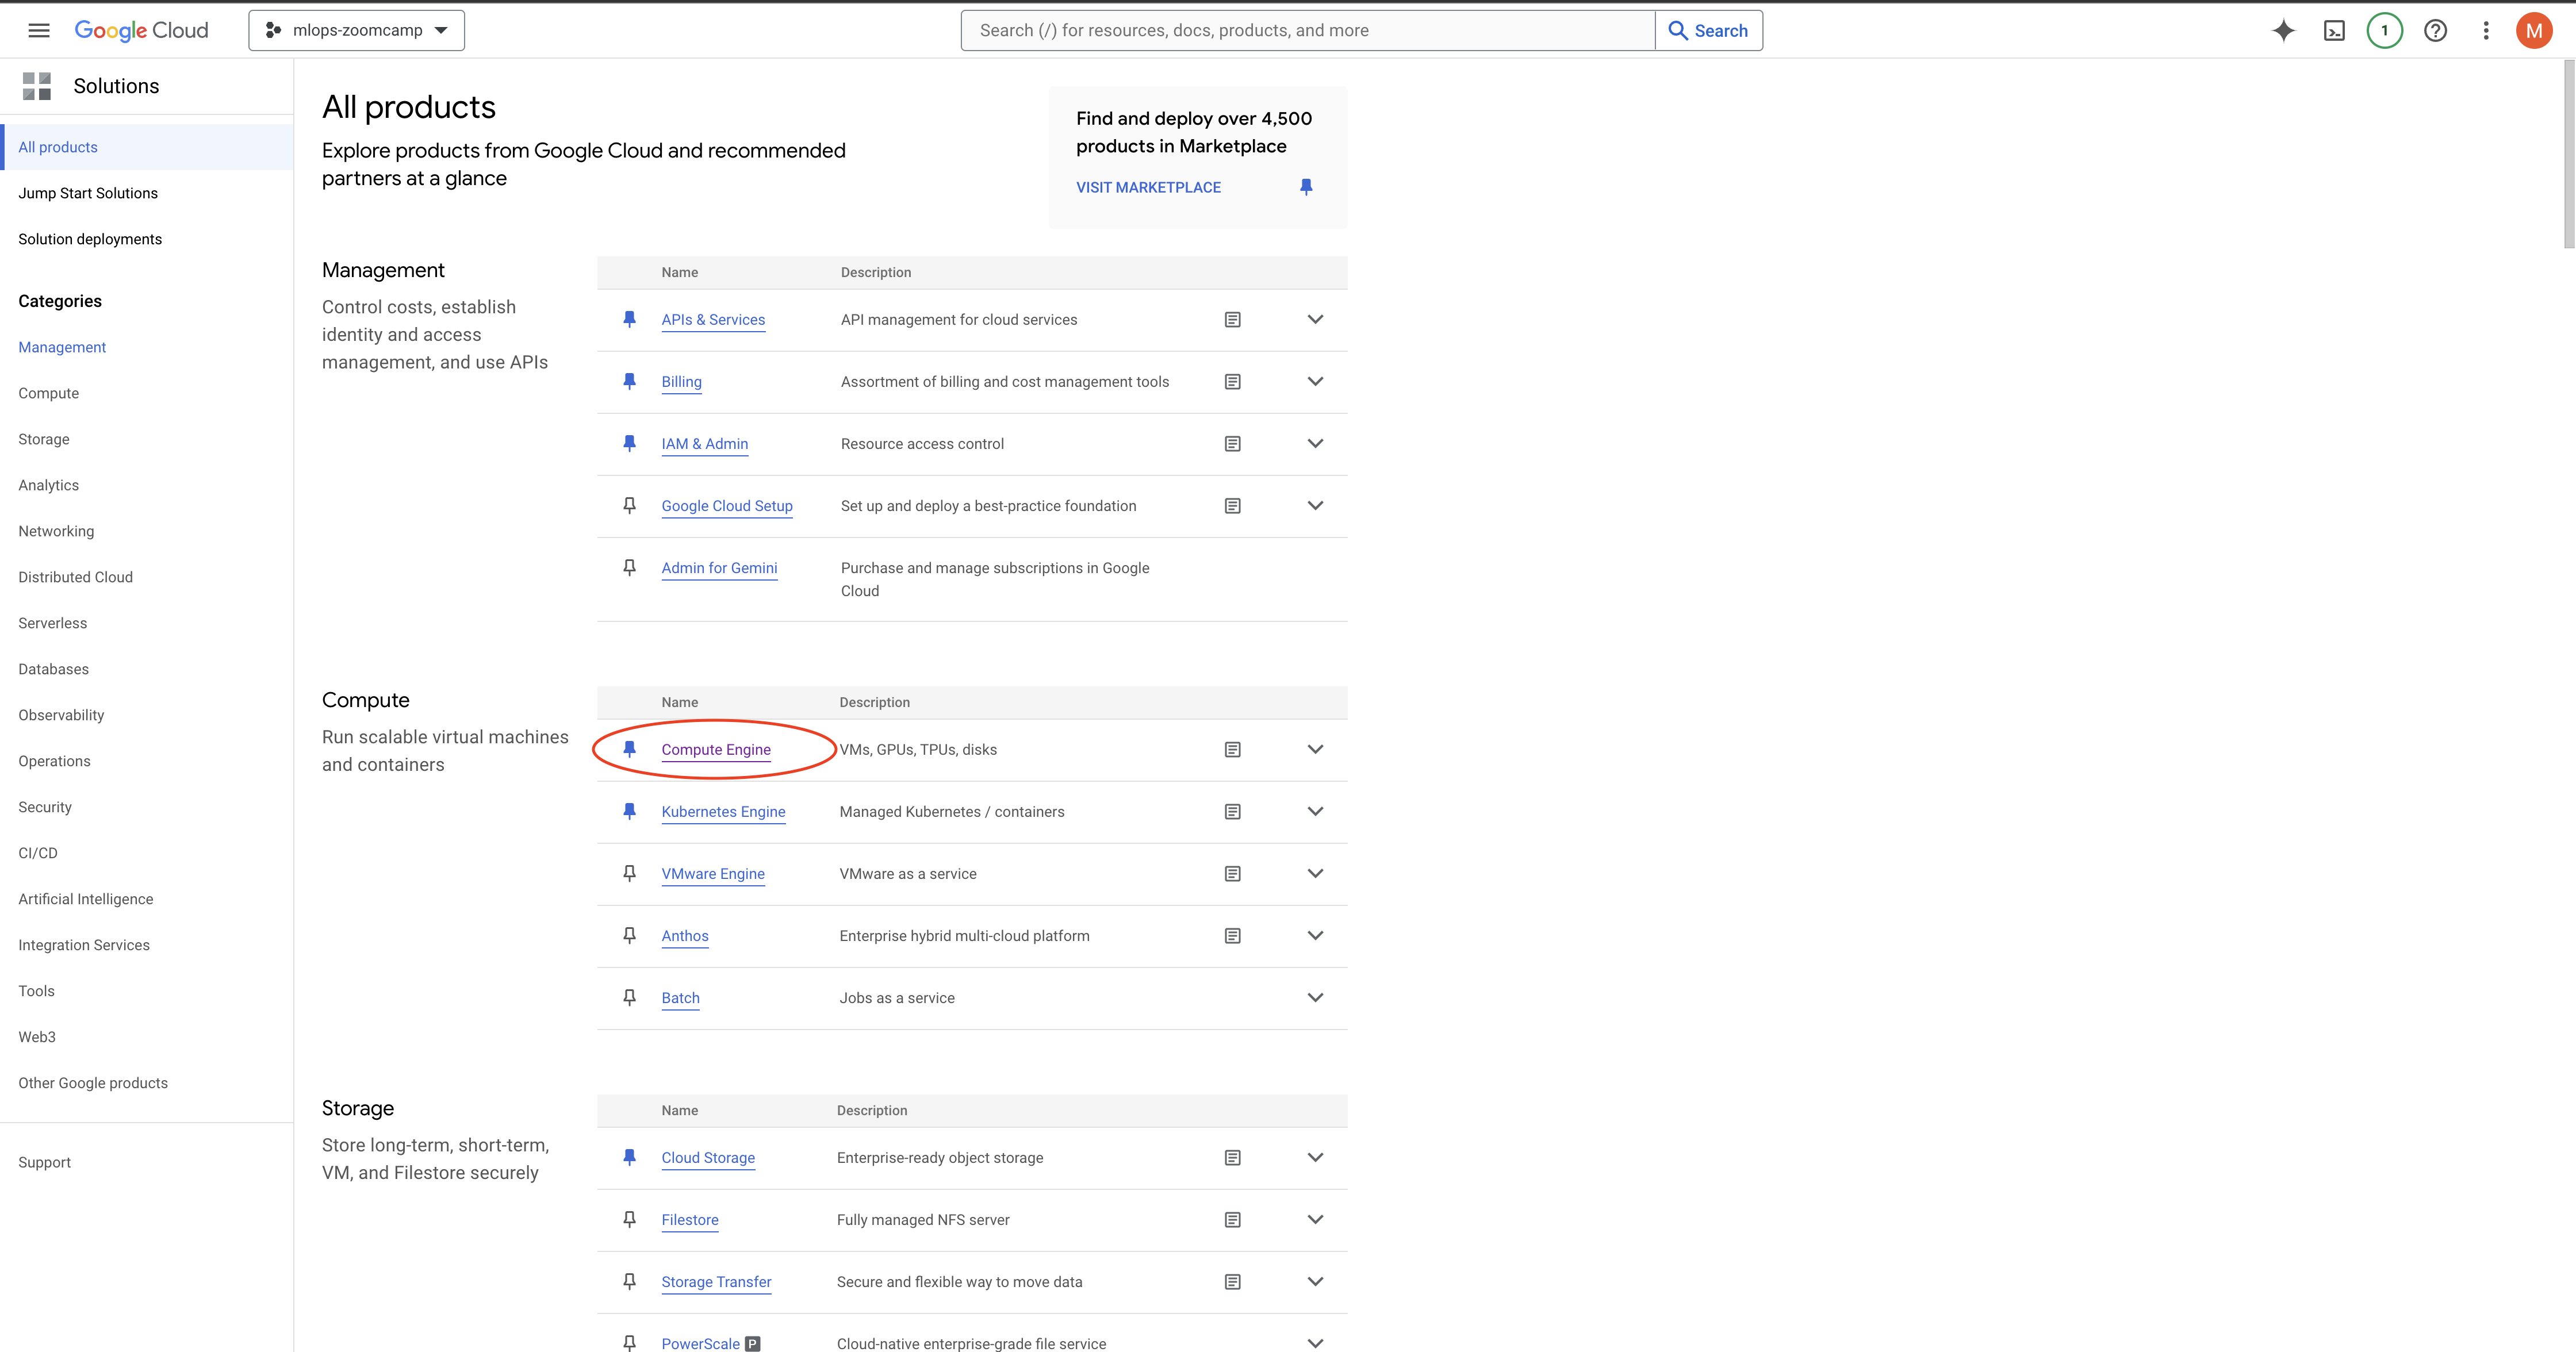 Google Cloud
mlops-zoomcamp
Search (/) for resources, docs, products, and more
Search
1
M
Solutions
All products
Jump Start Solutions
Solution deployments
Categories
Management
Compute
Storage
Analytics
Networking
Distributed Cloud
Serverless
Databases
Observability
Operations
Security
CI/CD
Artificial Intelligence
Integration Services
Tools
Web3
Other Google products
Support
All products
Explore products from Google Cloud and recommended
partners at a glance
Find and deploy over 4,500
products in Marketplace
VISIT MARKETPLACE
Management
Control costs, establish
identity and access
management, and use APIs
Name Description
APIs & Services API management for cloud services
Billing Assortment of billing and cost management tools
IAM & Admin Resource access control
Google Cloud Setup Set up and deploy a best-practice foundation
Admin for Gemini Purchase and manage subscriptions in Google
Cloud
Compute
Run scalable virtual machines
and containers
Name Description
Compute Engine VMs, GPUs, TPUs, disks
Kubernetes Engine Managed Kubernetes / containers
VMware Engine VMware as a service
Anthos Enterprise hybrid multi-cloud platform
Batch Jobs as a service
Storage
Store long-term, short-term,
VM, and Filestore securely
Name Description
Cloud Storage Enterprise-ready object storage
Filestore Fully managed NFS server
Storage Transfer Secure and flexible way to move data
PowerScale P Cloud-native enterprise-grade file service